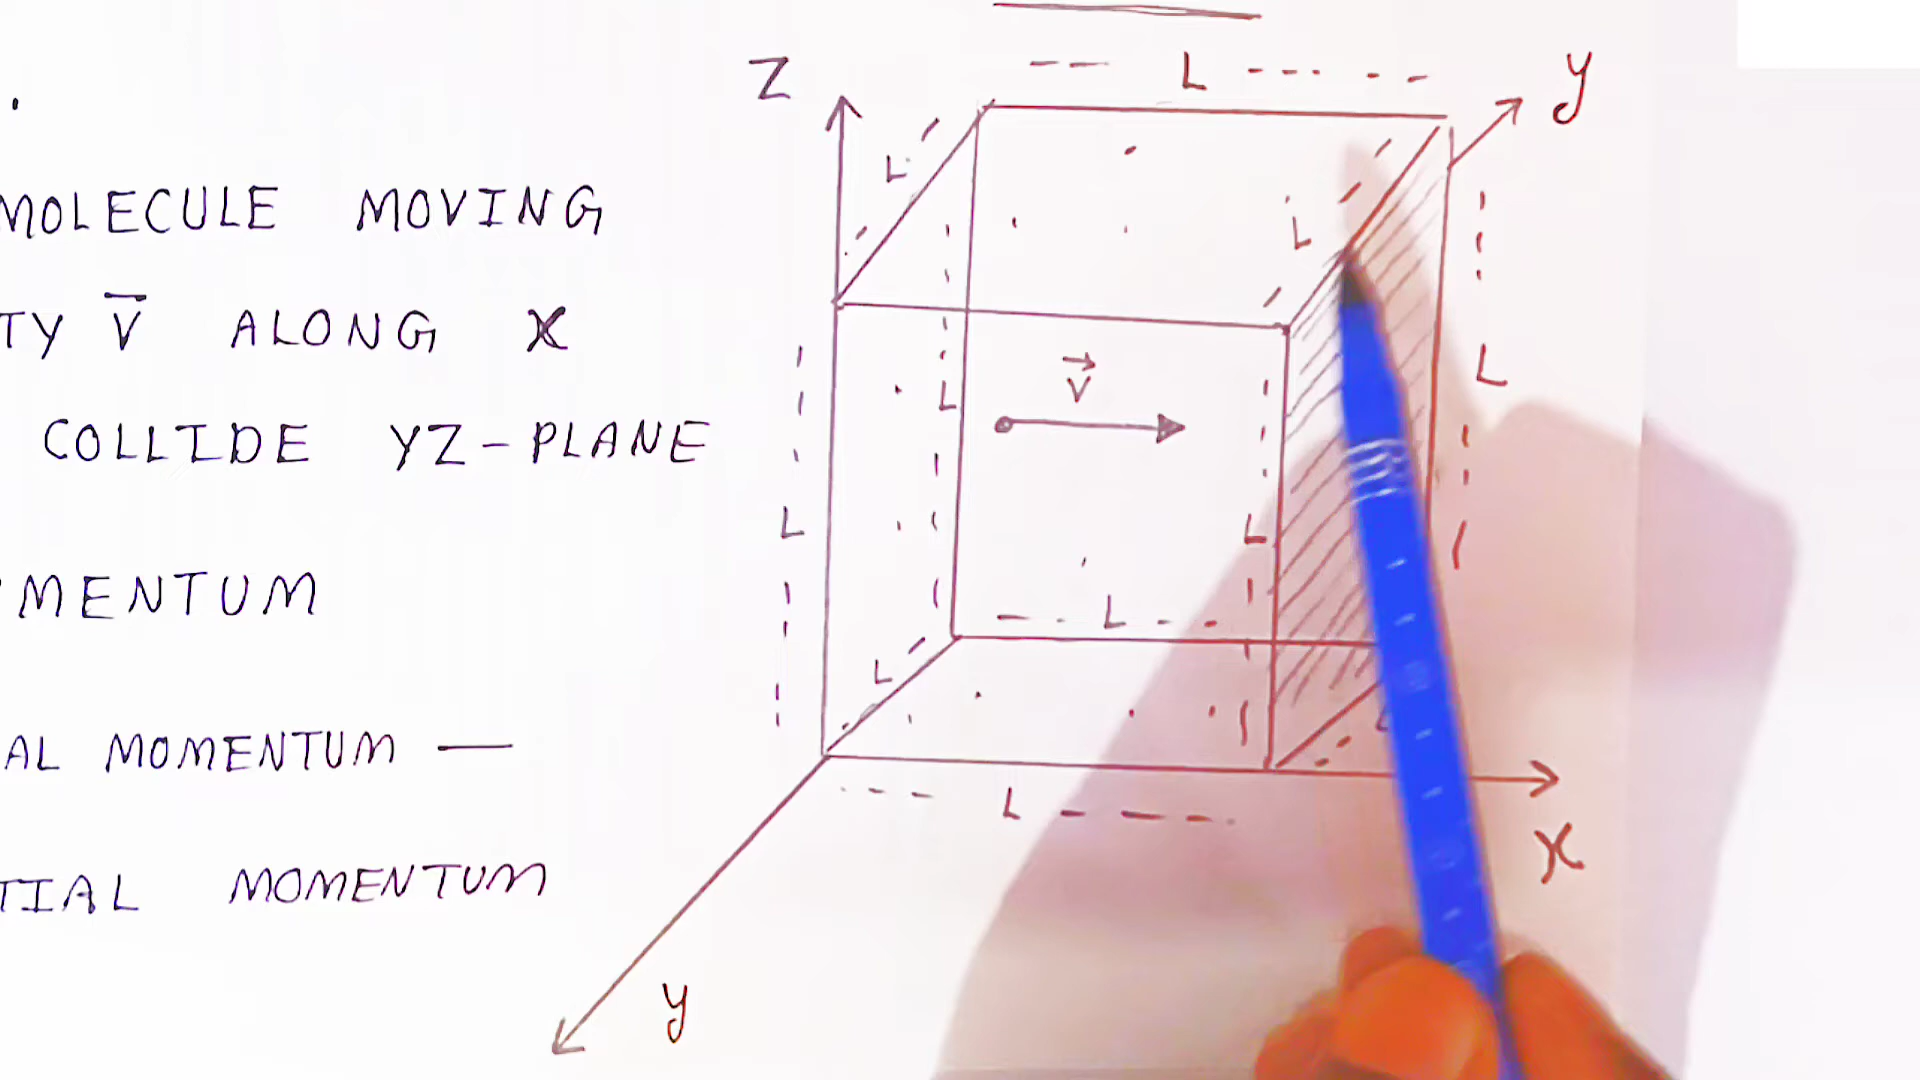 .
MOLECULE MOVING
TY V̅ ALONG X
COLLIDE YZ-PLANE
MENTUM
AL MOMENTUM —
TIAL MOMENTUM
Z
--- L --- - -
y
L
L
L
L
V⃗
L
L
L
L
L
--- L ----
X
y